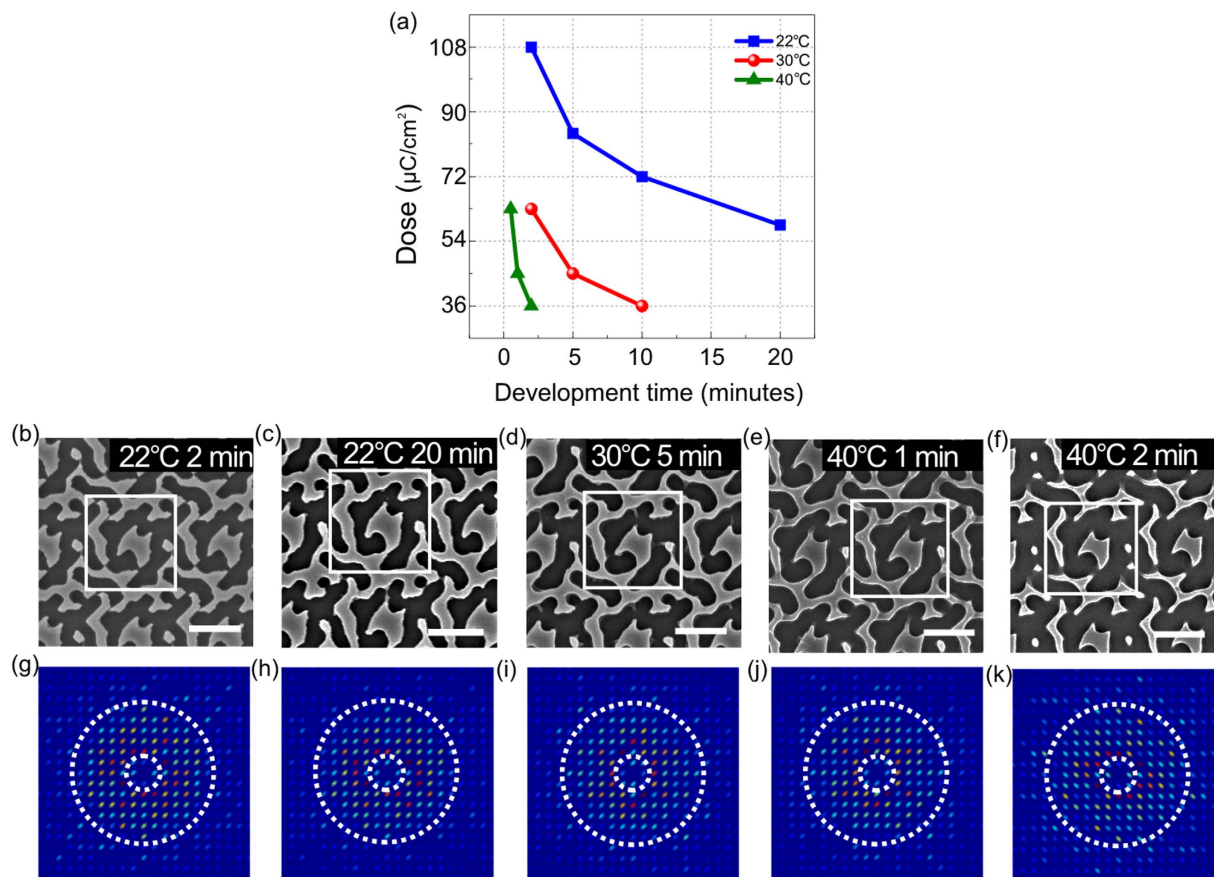 (a)
22°C
30°C
40°C
108
90
72
54
36
Dose (µC/cm²)
0 5 10 15 20
Development time (minutes)
(b) (c) (d) (e) (f)
22°C 2 min 22°C 20 min 30°C 5 min 40°C 1 min 40°C 2 min
(g) (h) (i) (j) (k)